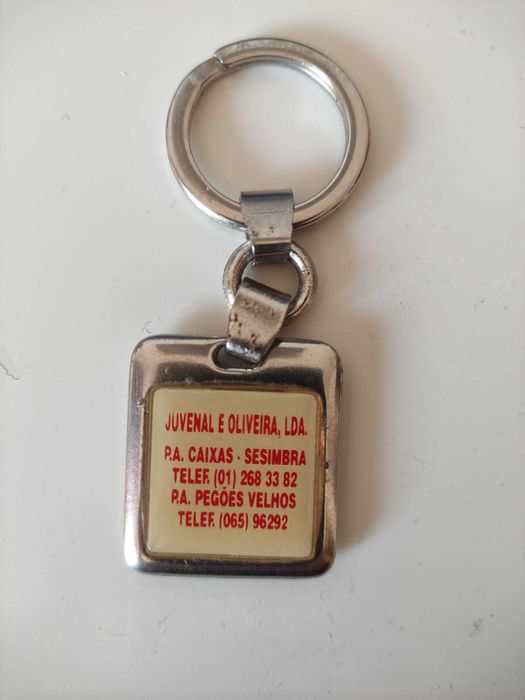 JUVENAL E OLIVEIRA, LDA.
P.A. CAIXAS - SESIMBRA
TELEF. (01) 268 33 82
P.A. PEGÕES VELHOS
TELEF. (065) 96292